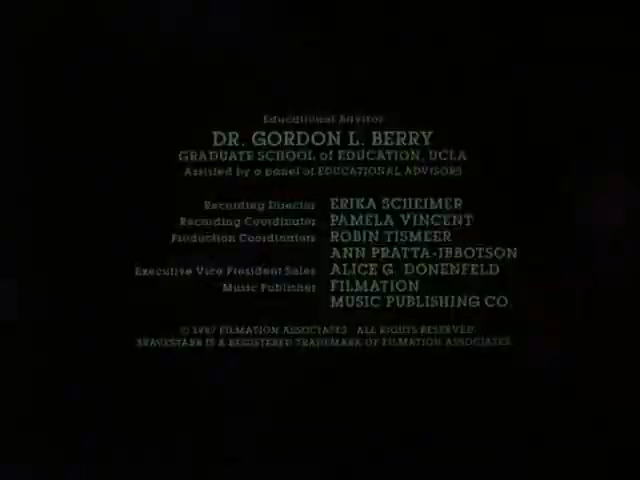 Educational Advisor
DR. GORDON L. BERRY
GRADUATE SCHOOL of EDUCATION, UCLA
Assisted by a panel of EDUCATIONAL ADVISORS
Recording Director ERIKA SCHEIMER
Recording Coordinator PAMELA VINCENT
Production Coordinators ROBIN TISMEER
ANN PRATTA-IBBOTSON
Executive Vice President Sales ALICE G. DONENFELD
Music Publisher FILMATION
MUSIC PUBLISHING CO.
© 1987 FILMATION ASSOCIATES ALL RIGHTS RESERVED
BRAVESTARR IS A REGISTERED TRADEMARK OF FILMATION ASSOCIATES